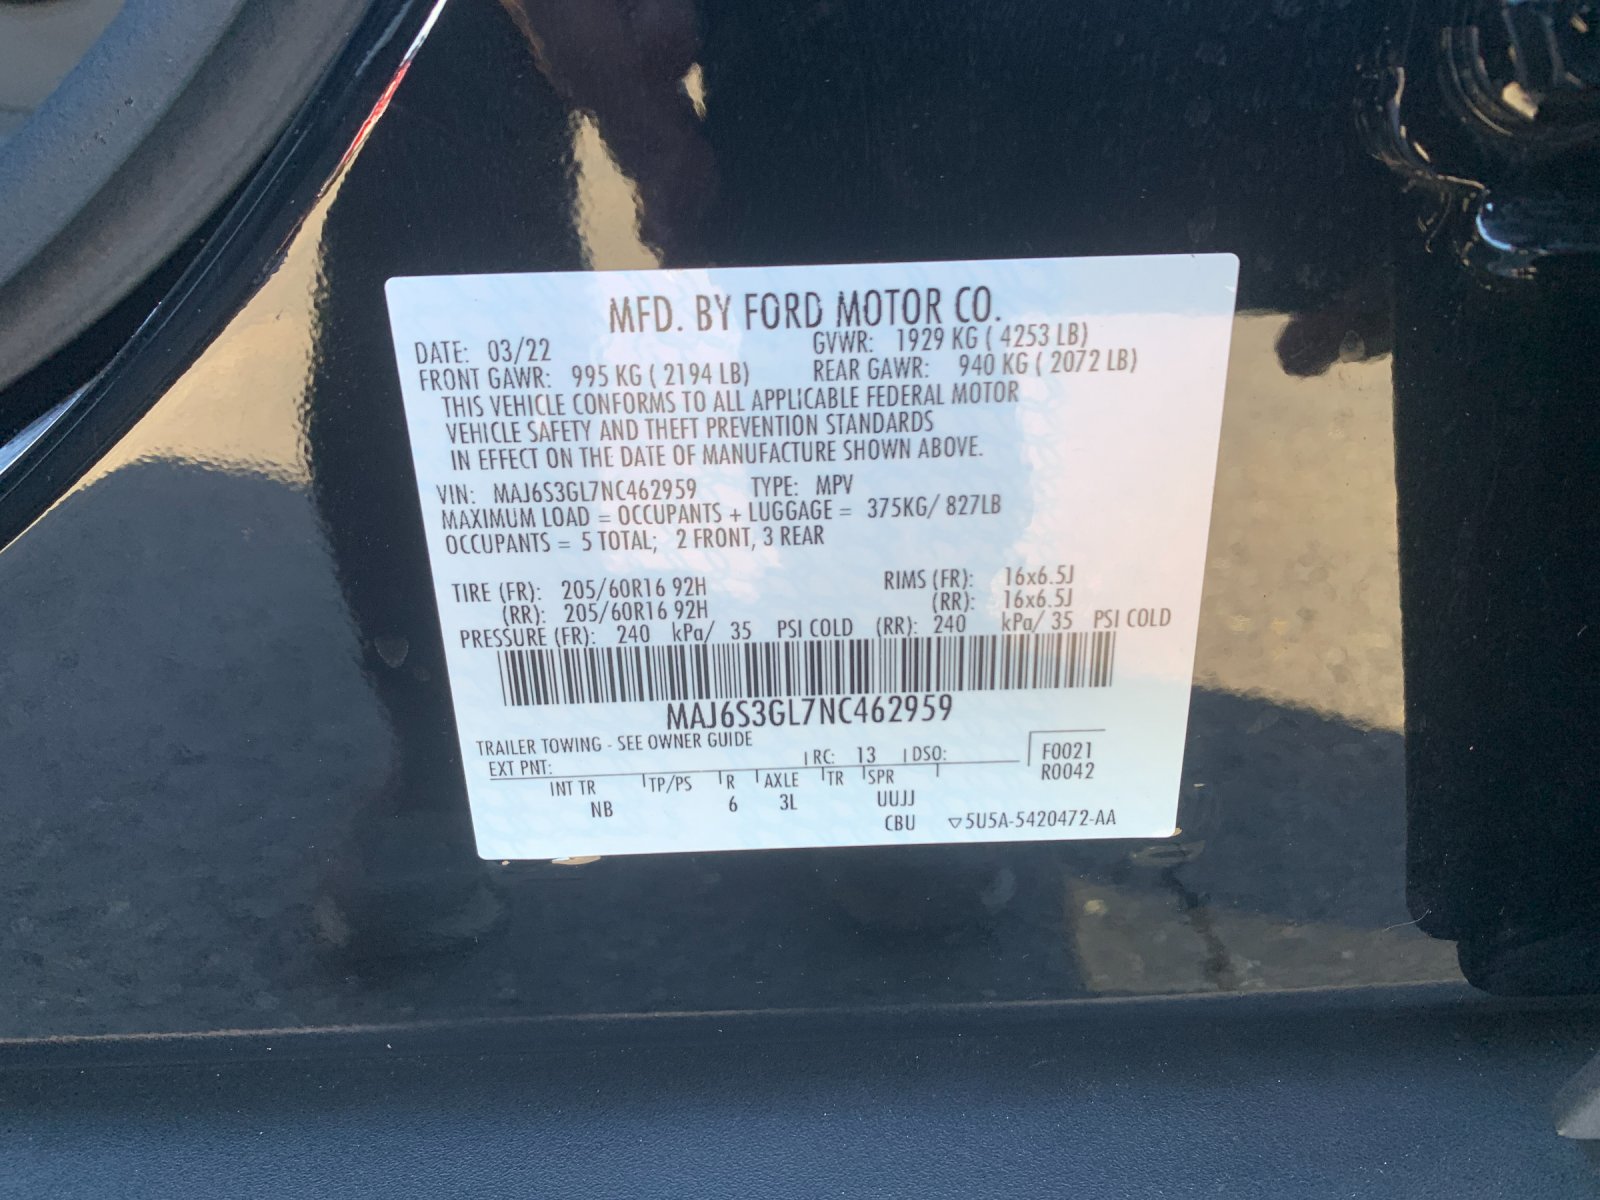 MFD. BY FORD MOTOR CO.
DATE: 03/22 GVWR: 1929 KG ( 4253 LB)
FRONT GAWR: 995 KG ( 2194 LB) REAR GAWR: 940 KG ( 2072 LB)
THIS VEHICLE CONFORMS TO ALL APPLICABLE FEDERAL MOTOR
VEHICLE SAFETY AND THEFT PREVENTION STANDARDS
IN EFFECT ON THE DATE OF MANUFACTURE SHOWN ABOVE.
VIN: MAJ6S3GL7NC462959 TYPE: MPV
MAXIMUM LOAD = OCCUPANTS + LUGGAGE = 375KG/ 827LB
OCCUPANTS = 5 TOTAL; 2 FRONT, 3 REAR
TIRE (FR): 205/60R16 92H RIMS (FR): 16x6.5J
(RR): 205/60R16 92H (RR): 16x6.5J
PRESSURE (FR): 240 kPa/ 35 PSI COLD (RR): 240 kPa/ 35 PSI COLD
MAJ6S3GL7NC462959
TRAILER TOWING - SEE OWNER GUIDE
EXT PNT: RC: 13 DSO: F0021
R0042
INT TR TP/PS R AXLE TR SPR
NB 6 3L UUJJ
CBU ▽5U5A-5420472-AA